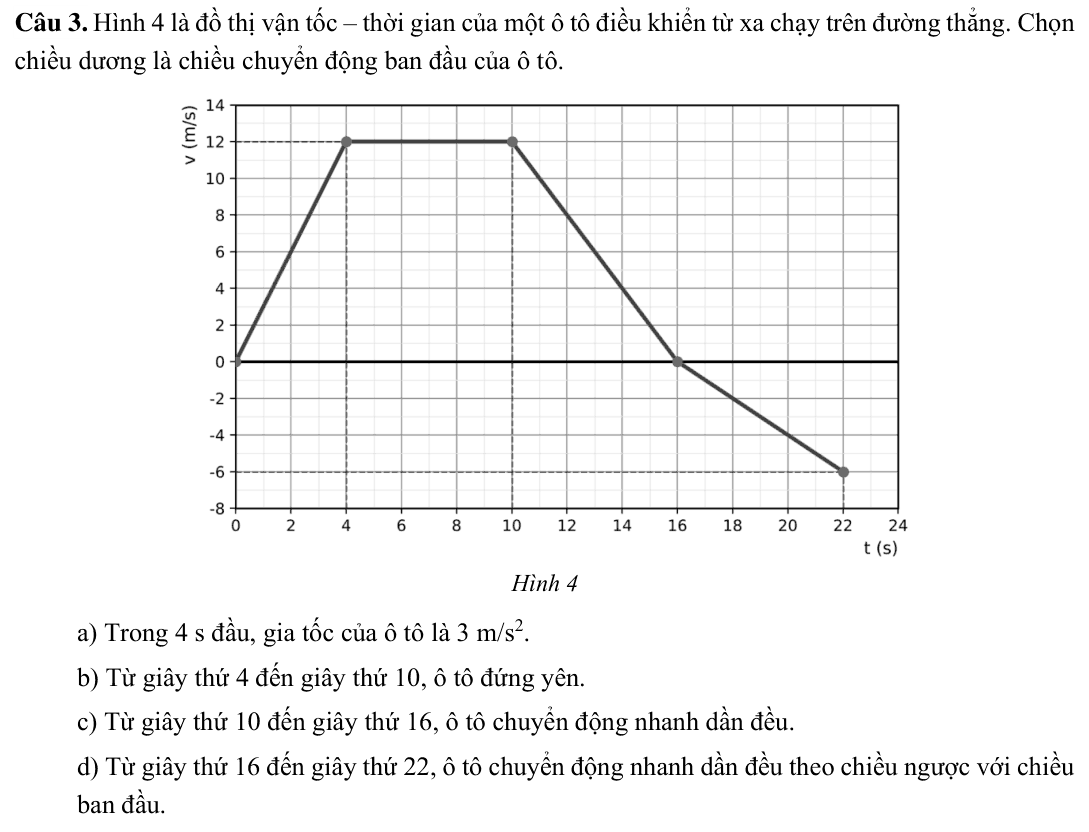 Câu 3. Hình 4 là đồ thị vận tốc – thời gian của một ô tô điều khiển từ xa chạy trên đường thẳng. Chọn
chiều dương là chiều chuyển động ban đầu của ô tô.
v (m/s)
14
12
10
8
6
4
2
0
-2
-4
-6
-8
0 2 4 6 8 10 12 14 16 18 20 22 24
t (s)
Hình 4
a) Trong 4 s đầu, gia tốc của ô tô là 3 m/s².
b) Từ giây thứ 4 đến giây thứ 10, ô tô đứng yên.
c) Từ giây thứ 10 đến giây thứ 16, ô tô chuyển động nhanh dần đều.
d) Từ giây thứ 16 đến giây thứ 22, ô tô chuyển động nhanh dần đều theo chiều ngược với chiều
ban đầu.